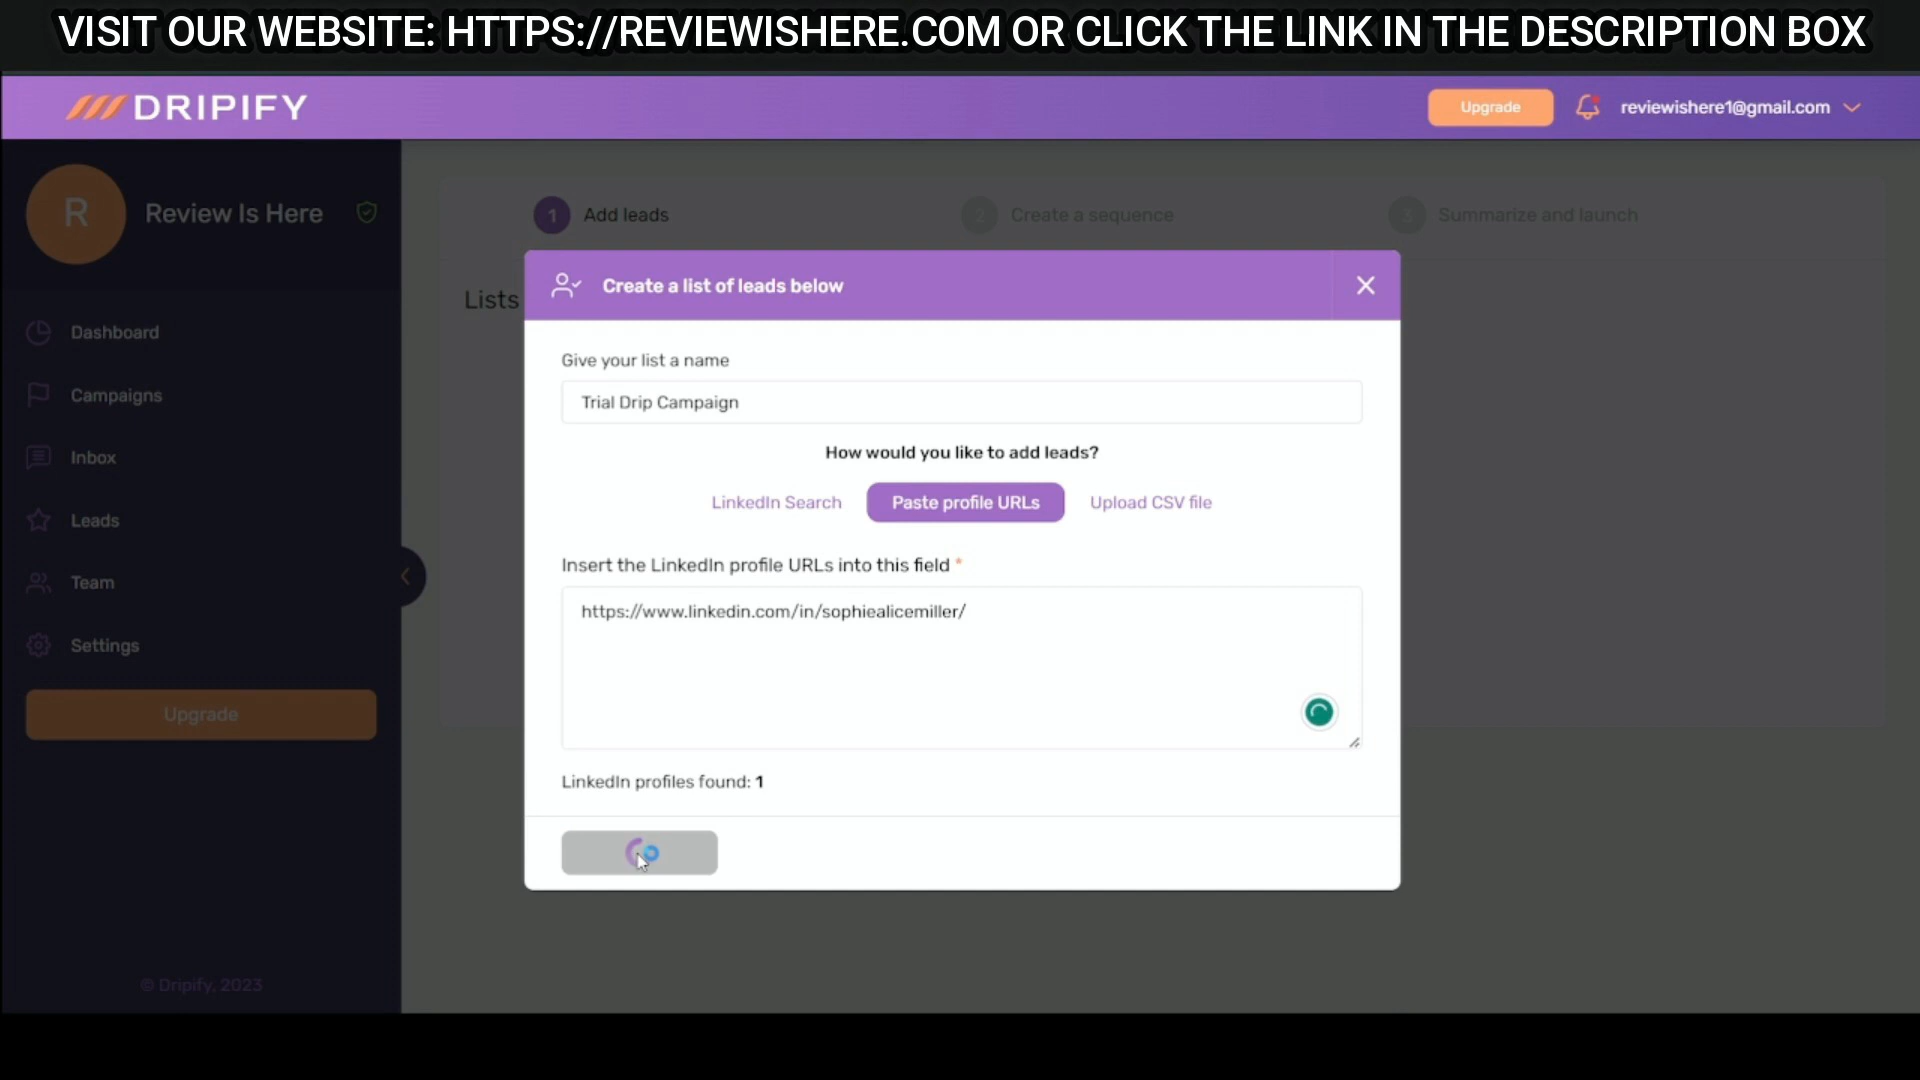 VISIT OUR WEBSITE: HTTPS://REVIEWISHERE.COM OR CLICK THE LINK IN THE DESCRIPTION BOX
DRIPIFY
Upgrade
reviewishere1@gmail.com
R
Review Is Here
1 Add leads
2 Create a sequence
3 Summarize and launch
Lists
Dashboard
Campaigns
Inbox
Leads
Team
Settings
Upgrade
© Dripify, 2023
Create a list of leads below
Give your list a name
Trial Drip Campaign
How would you like to add leads?
LinkedIn Search
Paste profile URLs
Upload CSV file
Insert the LinkedIn profile URLs into this field *
https://www.linkedin.com/in/sophiealicemiller/
LinkedIn profiles found: 1